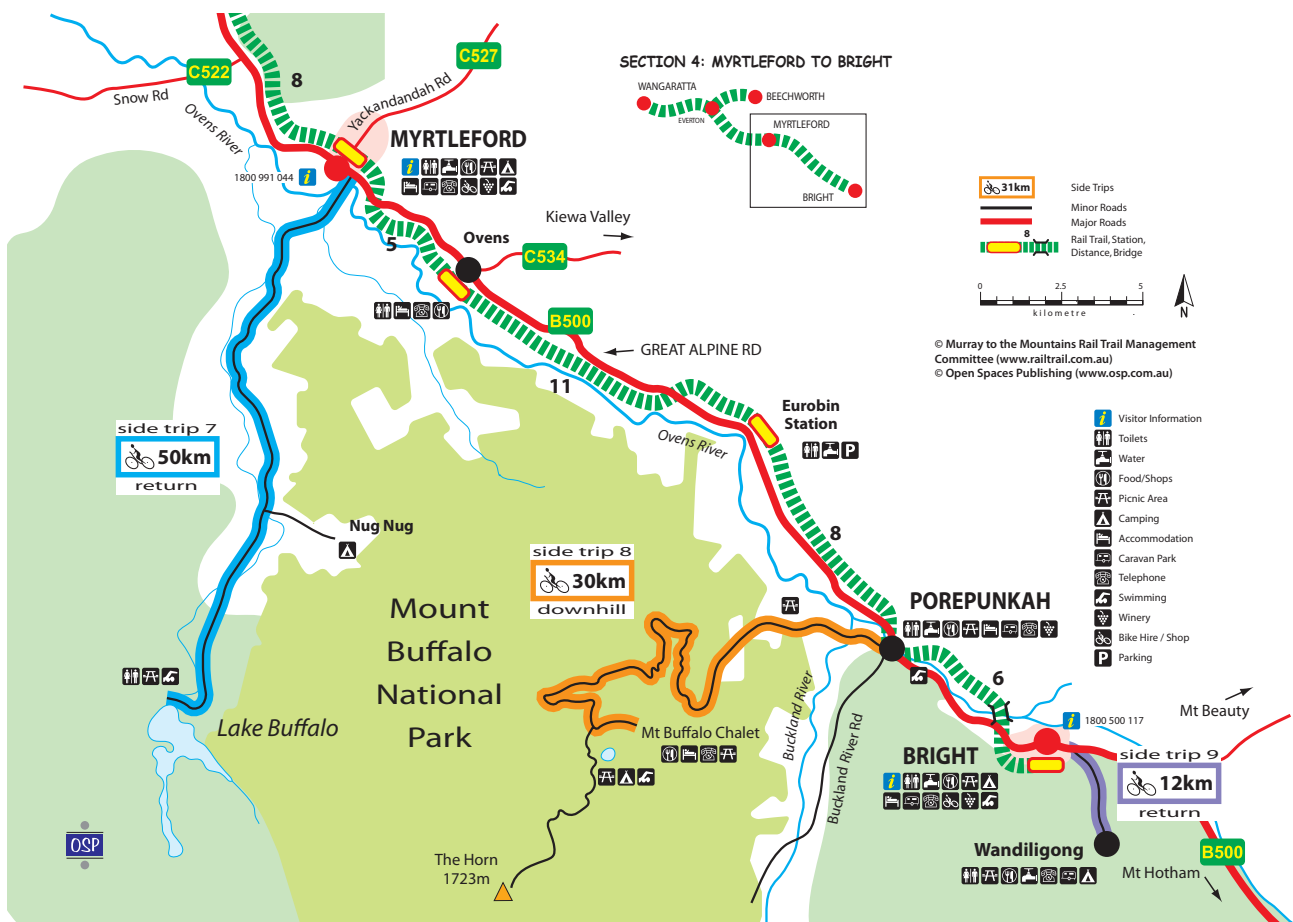 C522
C527
8
Snow Rd
Ovens River
Yackandandah Rd
MYRTLEFORD
1800 991 044
i
i
SECTION 4: MYRTLEFORD TO BRIGHT
WANGARATTA
BEECHWORTH
EVERTON
MYRTLEFORD
BRIGHT
31km
Side Trips
Minor Roads
Major Roads
8
Rail Trail, Station,
Distance, Bridge
0
2.5
5
kilometre
N
© Murray to the Mountains Rail Trail Management
Committee (www.railtrail.com.au)
© Open Spaces Publishing (www.osp.com.au)
Kiewa Valley
5
Ovens
C534
B500
GREAT ALPINE RD
11
Eurobin
Station
P
Ovens River
i
Visitor Information
Toilets
Water
Food/Shops
Picnic Area
Camping
Accommodation
Caravan Park
Telephone
Swimming
Winery
Bike Hire / Shop
P
Parking
side trip 7
50km
return
Nug Nug
8
side trip 8
30km
downhill
POREPUNKAH
Mount
Buffalo
National
Park
6
Lake Buffalo
Mt Buffalo Chalet
Buckland River
Buckland River Rd
i
1800 500 117
Mt Beauty
BRIGHT
i
side trip 9
12km
return
OSP
The Horn
1723m
Wandiligong
B500
Mt Hotham